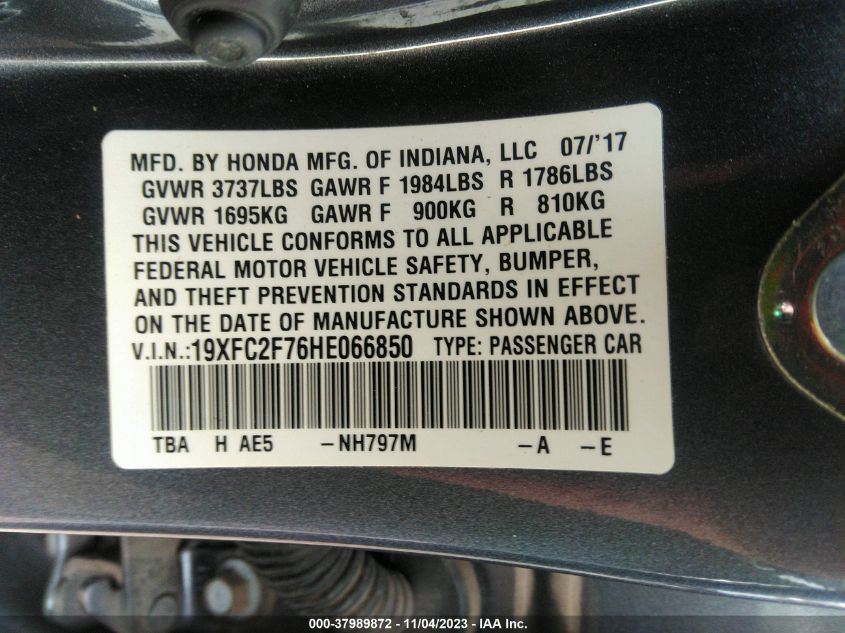 MFD. BY HONDA MFG. OF INDIANA, LLC 07/'17
GVWR 3737LBS GAWR F 1984LBS R 1786LBS
GVWR 1695KG GAWR F 900KG R 810KG
THIS VEHICLE CONFORMS TO ALL APPLICABLE
FEDERAL MOTOR VEHICLE SAFETY, BUMPER,
AND THEFT PREVENTION STANDARDS IN EFFECT
ON THE DATE OF MANUFACTURE SHOWN ABOVE.
V.I.N.:19XFC2F76HE066850 TYPE: PASSENGER CAR
TBA H AE5 -NH797M -A -E
000-37989872 - 11/04/2023 - IAA Inc.